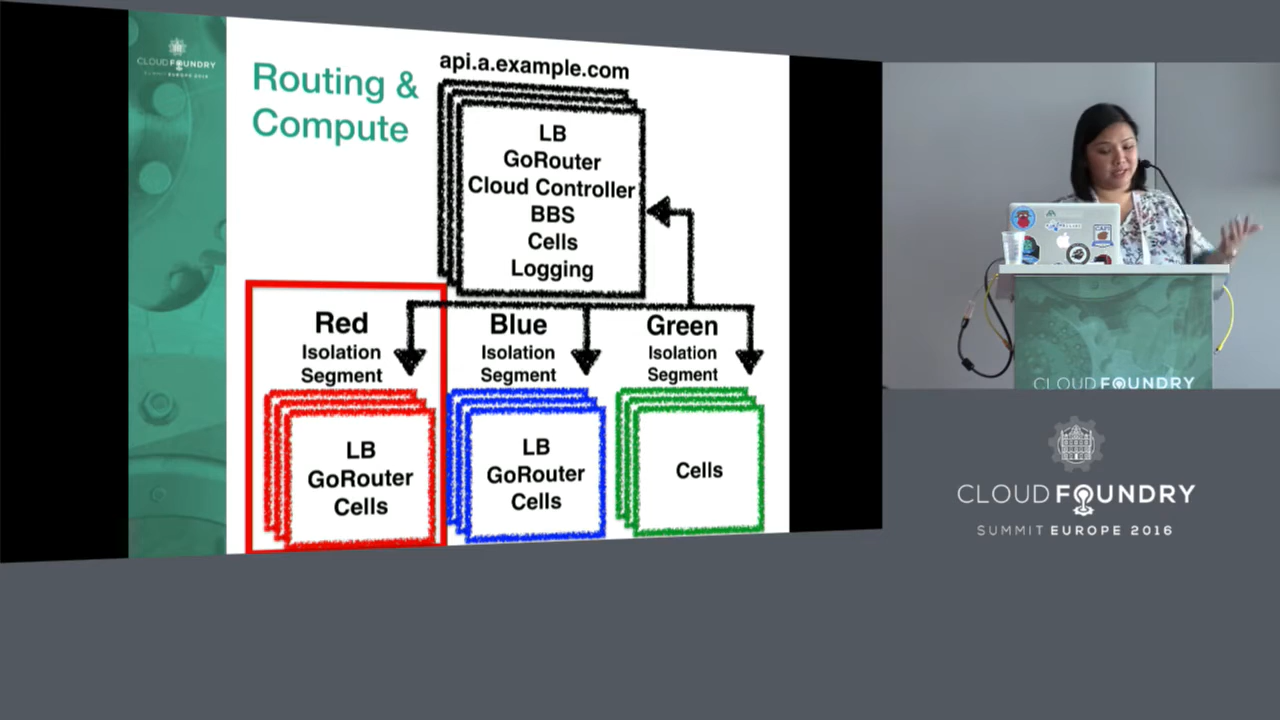 CLOUD FOUNDRY
SUMMIT EUROPE 2016
Routing &
Compute
api.a.example.com
LB
GoRouter
Cloud Controller
BBS
Cells
Logging
Red
Isolation
Segment
LB
GoRouter
Cells
Blue
Isolation
Segment
LB
GoRouter
Cells
Green
Isolation
Segment
Cells
CLOUD FOUNDRY
CLOUD FOUNDRY
SUMMIT EUROPE 2016